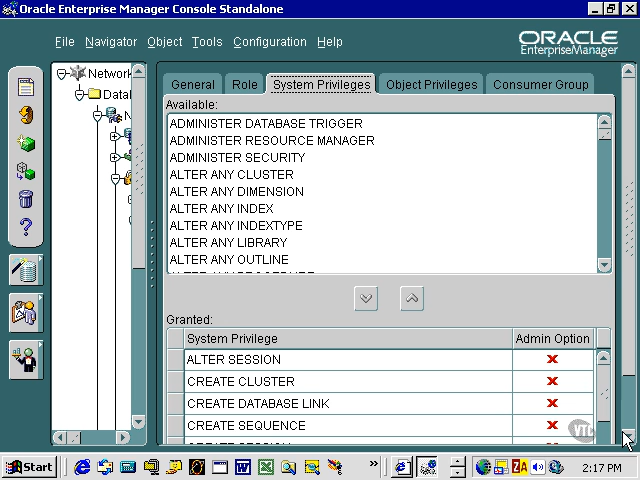 Oracle Enterprise Manager Console Standalone
File Navigator Object Tools Configuration Help
ORACLE
EnterpriseManager
Network
Datab
N
General Role System Privileges Object Privileges Consumer Group
Available:
ADMINISTER DATABASE TRIGGER
ADMINISTER RESOURCE MANAGER
ADMINISTER SECURITY
ALTER ANY CLUSTER
ALTER ANY DIMENSION
ALTER ANY INDEX
ALTER ANY INDEXTYPE
ALTER ANY LIBRARY
ALTER ANY OUTLINE
Granted:
System Privilege Admin Option
ALTER SESSION
CREATE CLUSTER
CREATE DATABASE LINK
CREATE SEQUENCE
VTC
Start » 2:17 PM